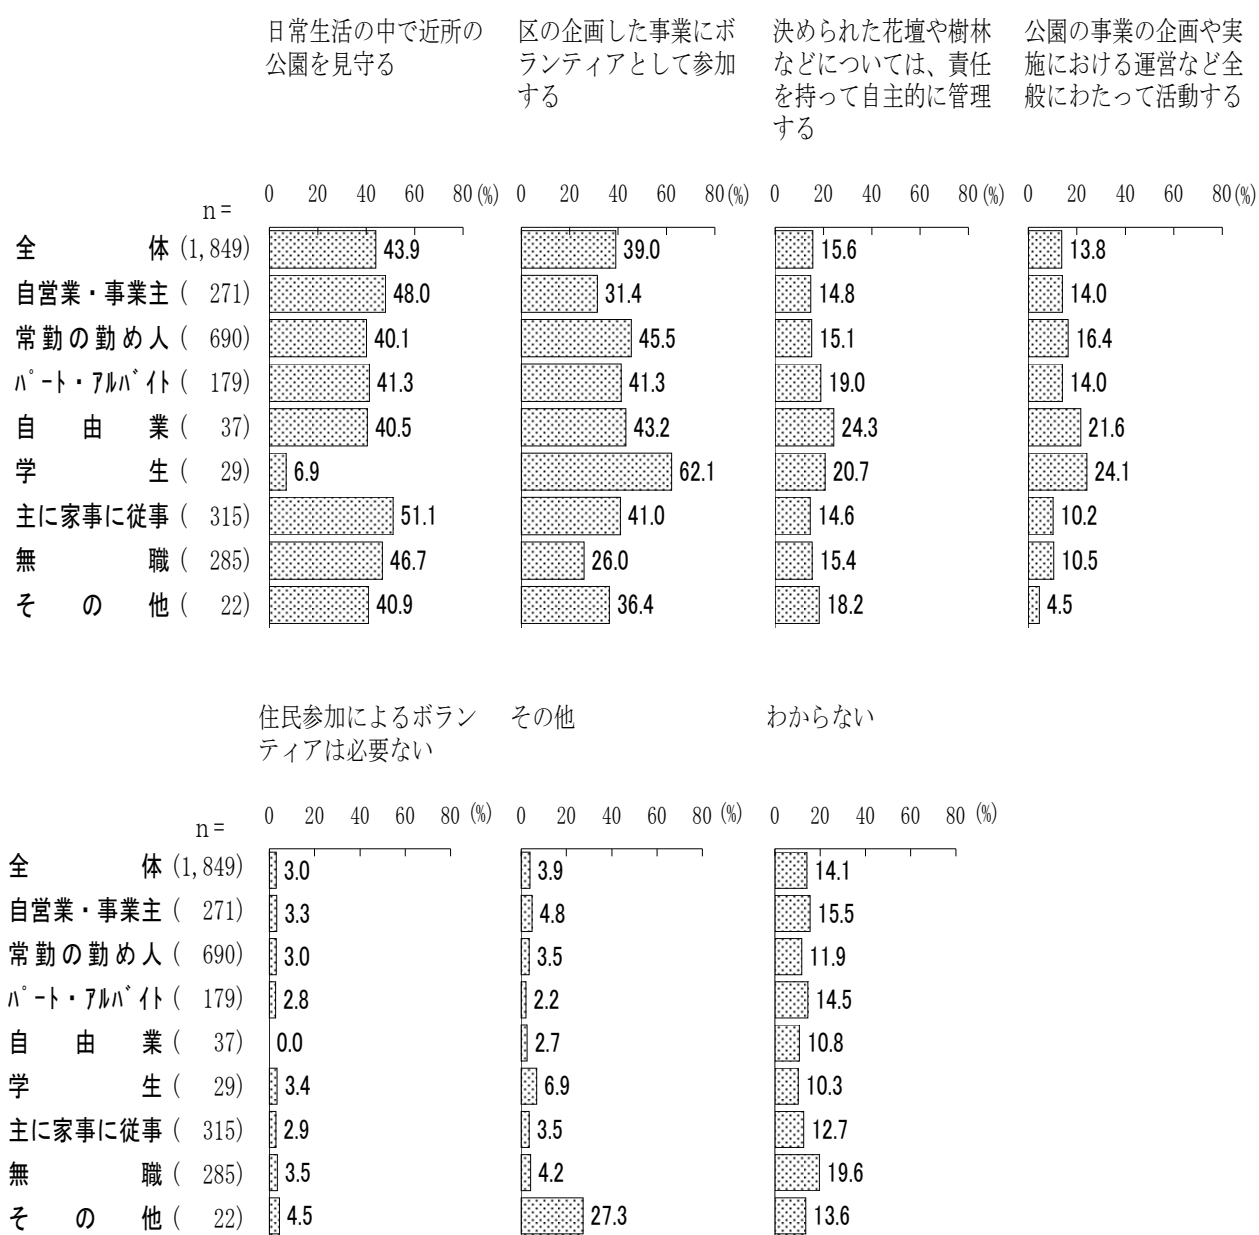 日常生活の中で近所の
公園を見守る
区の企画した事業にボ
ランティアとして参加
する
決められた花壇や樹林
などについては、責任
を持って自主的に管理
する
公園の事業の企画や実
施における運営など全
般にわたって活動する
0 20 40 60 80(%) 0 20 40 60 80(%) 0 20 40 60 80(%) 0 20 40 60 80(%)
n=
全体(1,849) 43.9 39.0 15.6 13.8
自営業・事業主( 271) 48.0 31.4 14.8 14.0
常勤の勤め人( 690) 40.1 45.5 15.1 16.4
ﾊﾟｰﾄ・ｱﾙﾊﾞｲﾄ( 179) 41.3 41.3 19.0 14.0
自由業( 37) 40.5 43.2 24.3 21.6
学生( 29) 6.9 62.1 20.7 24.1
主に家事に従事( 315) 51.1 41.0 14.6 10.2
無職( 285) 46.7 26.0 15.4 10.5
その他( 22) 40.9 36.4 18.2 4.5
住民参加によるボラン
ティアは必要ない
その他
わからない
0 20 40 60 80(%) 0 20 40 60 80(%) 0 20 40 60 80(%)
n=
全体(1,849) 3.0 3.9 14.1
自営業・事業主( 271) 3.3 4.8 15.5
常勤の勤め人( 690) 3.0 3.5 11.9
ﾊﾟｰﾄ・ｱﾙﾊﾞｲﾄ( 179) 2.8 2.2 14.5
自由業( 37) 0.0 2.7 10.8
学生( 29) 3.4 6.9 10.3
主に家事に従事( 315) 2.9 3.5 12.7
無職( 285) 3.5 4.2 19.6
その他( 22) 4.5 27.3 13.6